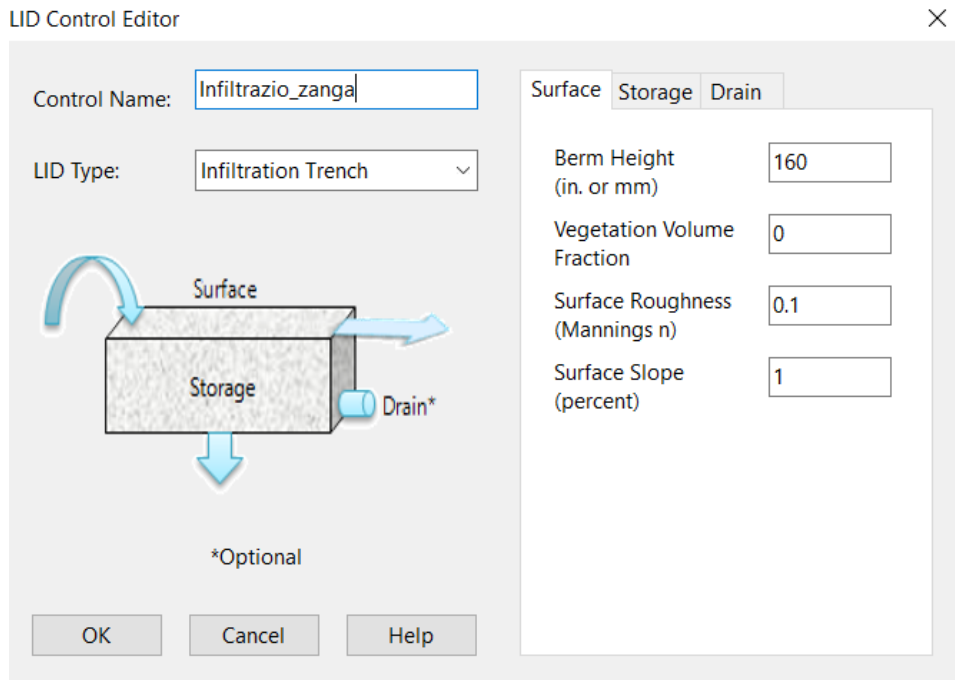 LID Control Editor
Control Name:
Infiltrazio_zanga
LID Type:
Infiltration Trench
Surface
Storage
Drain*
*Optional
OK
Cancel
Help
Surface
Storage
Drain
Berm Height
(in. or mm)
160
Vegetation Volume
Fraction
0
Surface Roughness
(Mannings n)
0.1
Surface Slope
(percent)
1